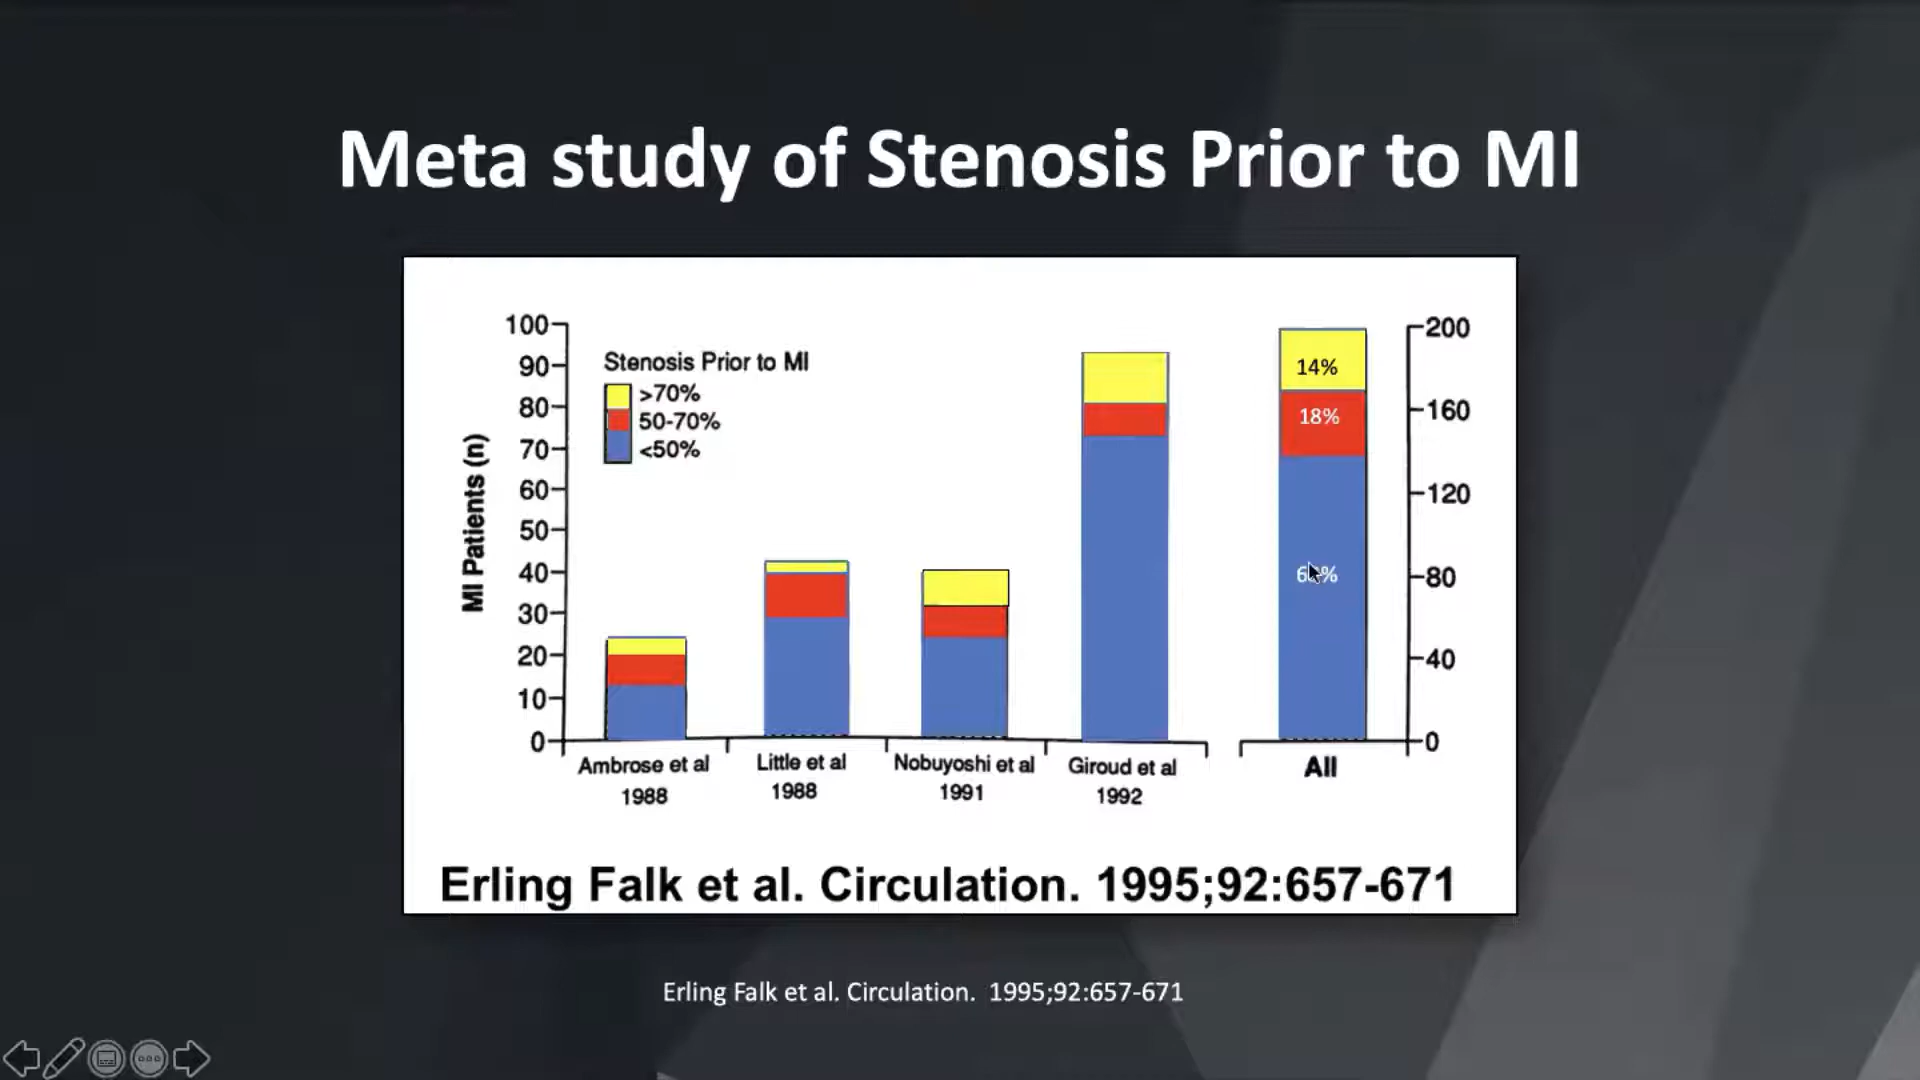 Meta study of Stenosis Prior to MI
Stenosis Prior to MI
>70%
50-70%
<50%
MI Patients (n)
100
90
80
70
60
50
40
30
20
10
0
200
160
120
80
40
0
14%
18%
Ambrose et al
1988
Little et al
1988
Nobuyoshi et al
1991
Giroud et al
1992
All
Erling Falk et al. Circulation. 1995;92:657-671
Erling Falk et al. Circulation. 1995;92:657-671